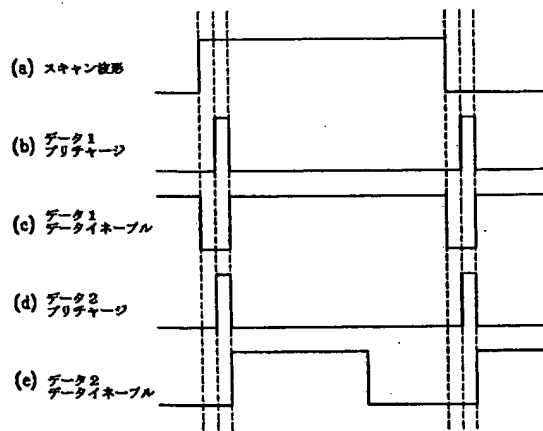 (a) スキャン波形
(b) データ1
プリチャージ
(c) データ1
データイネーブル
(d) データ2
プリチャージ
(e) データ2
データイネーブル